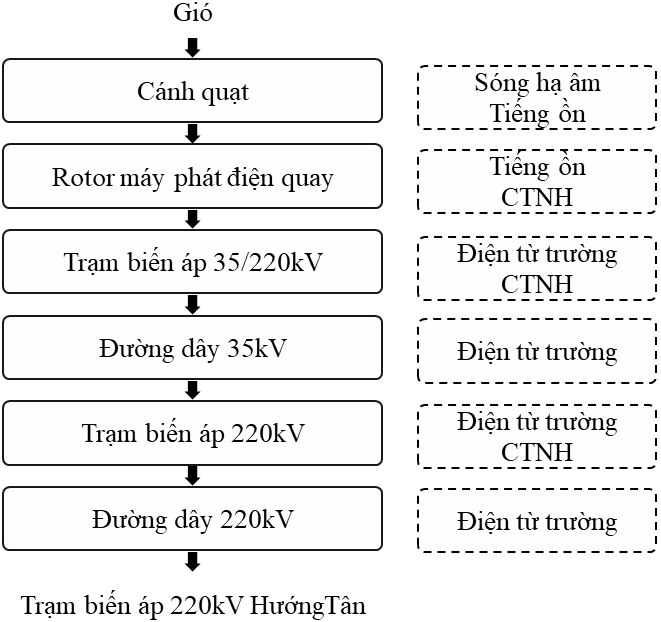 Gió
Cánh quạt
Sóng hạ âm
Tiếng ồn
Rotor máy phát điện quay
Tiếng ồn
CTNH
Trạm biến áp 35/220kV
Điện từ trường
CTNH
Đường dây 35kV
Điện từ trường
Trạm biến áp 220kV
Điện từ trường
CTNH
Đường dây 220kV
Điện từ trường
Trạm biến áp 220kV HướngTân